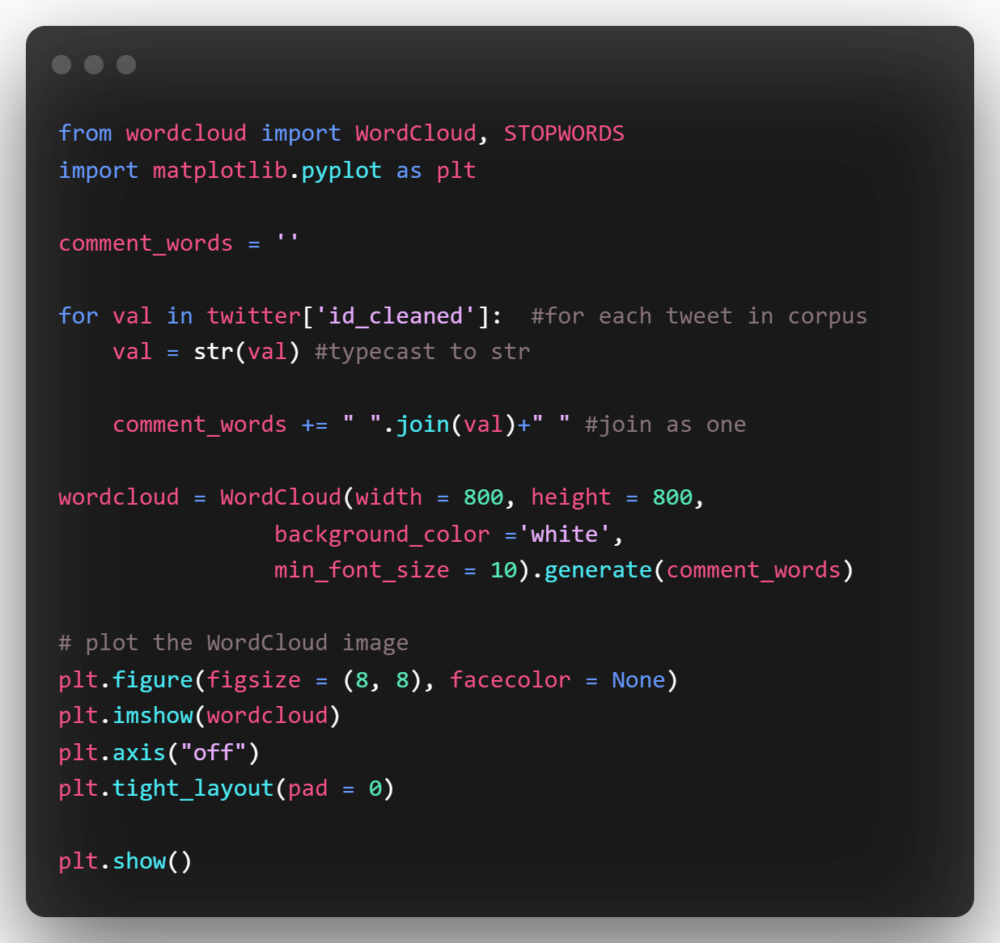 from wordcloud import WordCloud, STOPWORDS
import matplotlib.pyplot as plt

comment_words = ''

for val in twitter['id_cleaned']:  #for each tweet in corpus
    val = str(val) #typecast to str

    comment_words += " ".join(val)+" " #join as one

wordcloud = WordCloud(width = 800, height = 800,
                background_color ='white',
                min_font_size = 10).generate(comment_words)

# plot the WordCloud image
plt.figure(figsize = (8, 8), facecolor = None)
plt.imshow(wordcloud)
plt.axis("off")
plt.tight_layout(pad = 0)

plt.show()